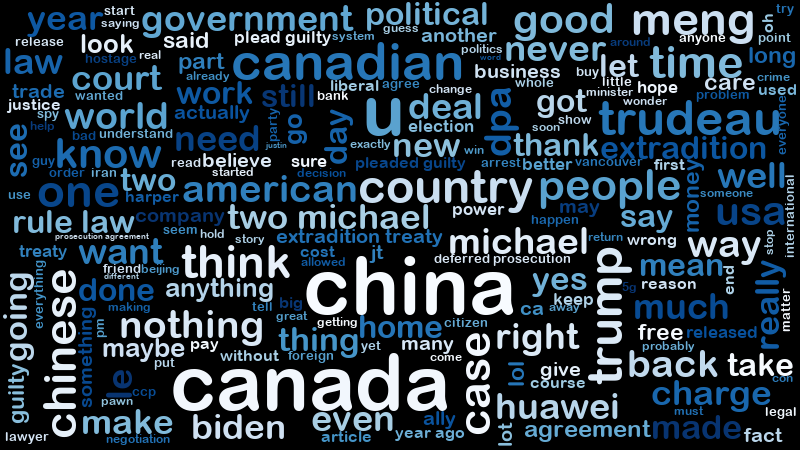 year
start
saying
government
political
guess
another
good
meng
oh
try
release
look
said
plead guilty
system
never
politics
word
around
anyone
point
law
hostage
real
part
already
canadian
business
buy
let
time
long
court
trade
wanted
work
still
liberal
agree
bank
change
whole
minister
little
hope
care
crime
used
justice
spy
world
actually
go
party
justin
day
u
deal
election
dpa
got
show
soon
wonder
problem
trudeau
everyone
see
help
bad
understand
need
exactly
new
win
thank
extradition
guy
know
read
believe
sure
pleaded guilty
arrest
better
vancouver
first
well
order
iran
two
started
decision
american
country
people
money
someone
international
use
one
harper
rule law
company
two michael
power
may
happen
say
usa
seem
hold
story
extradition treaty
michael
return
wrong
way
stop
prosecution agreement
treaty
want
friend
beijing
different
think
cost
allowed
jt
deferred prosecution
yes
keep
trump
mean
reason
5g
end
really
going
everything
chinese
done
making
anything
tell
big
great
china
ca
away
much
matter
something
pm
nothing
getting
home
citizen
right
free
released
probably
maybe
pay
thing
yet
many
without
foreign
come
case
lol
give
course
back
take
con
guilty
put
le
ccp
pawn
canada
huawei
charge
must
legal
lawyer
make
negotiation
biden
even
article
ally
year ago
lot
agreement
made
fact